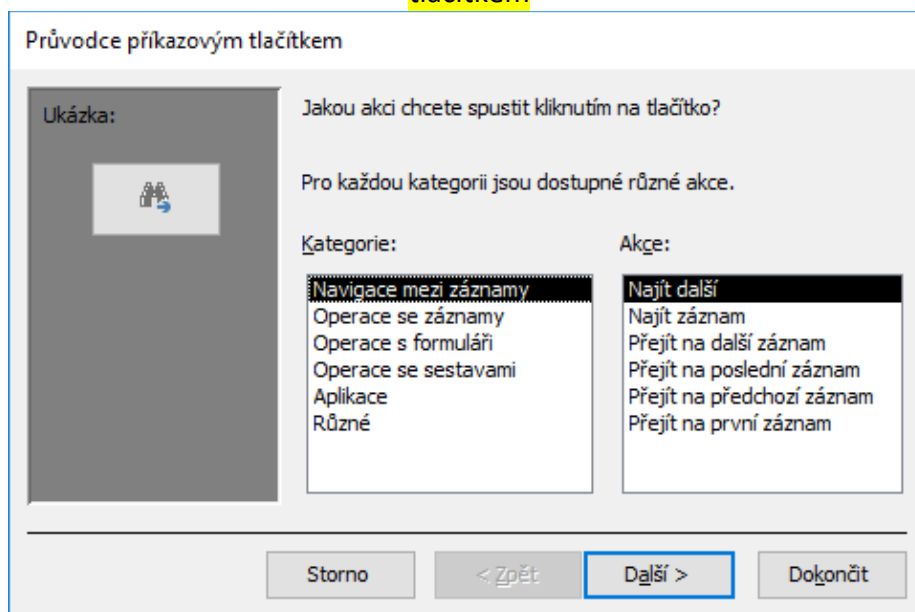 tlačítkem
Průvodce příkazovým tlačítkem
Ukázka:
Jakou akci chcete spustit kliknutím na tlačítko?
Pro každou kategorii jsou dostupné různé akce.
Kategorie:
Akce:
Navigace mezi záznamy
Operace se záznamy
Operace s formuláři
Operace se sestavami
Aplikace
Různé
Najít další
Najít záznam
Přejít na další záznam
Přejít na poslední záznam
Přejít na předchozí záznam
Přejít na první záznam
Storno
< Zpět
Další >
Dokončit